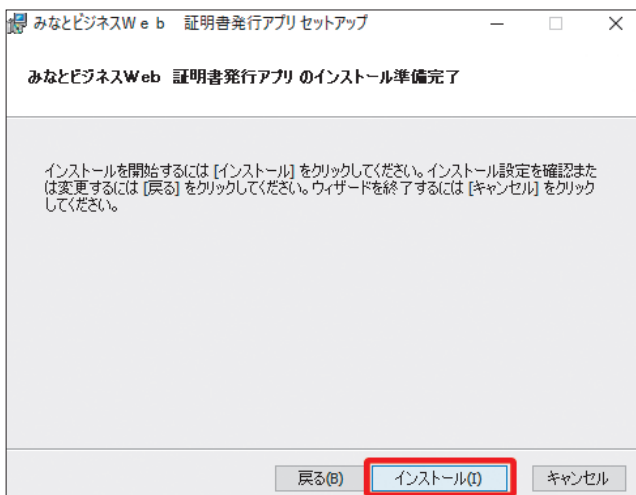 みなとビジネスＷｅｂ　証明書発行アプリ セットアップ
みなとビジネスWeb　証明書発行アプリ のインストール準備完了
インストールを開始するには [インストール] をクリックしてください。インストール設定を確認また
は変更するには [戻る] をクリックしてください。ウィザードを終了するには [キャンセル] をクリック
してください。
戻る(B)　インストール(I)　キャンセル